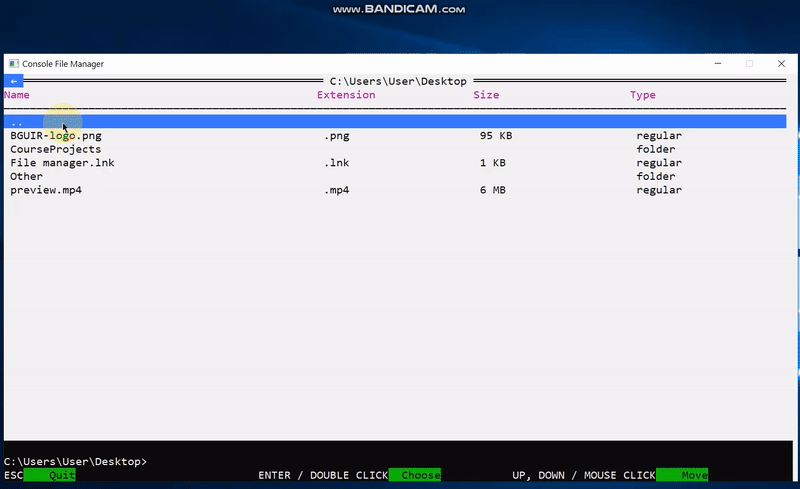 www.BANDICAM.com
Console File Manager
← C:\Users\User\Desktop
Name Extension Size Type
..
BGUIR-logo.png .png 95 KB regular
CourseProjects folder
File manager.lnk .lnk 1 KB regular
Other folder
preview.mp4 .mp4 6 MB regular
C:\Users\User\Desktop>
ESC Quit ENTER / DOUBLE CLICK Choose UP, DOWN / MOUSE CLICK Move